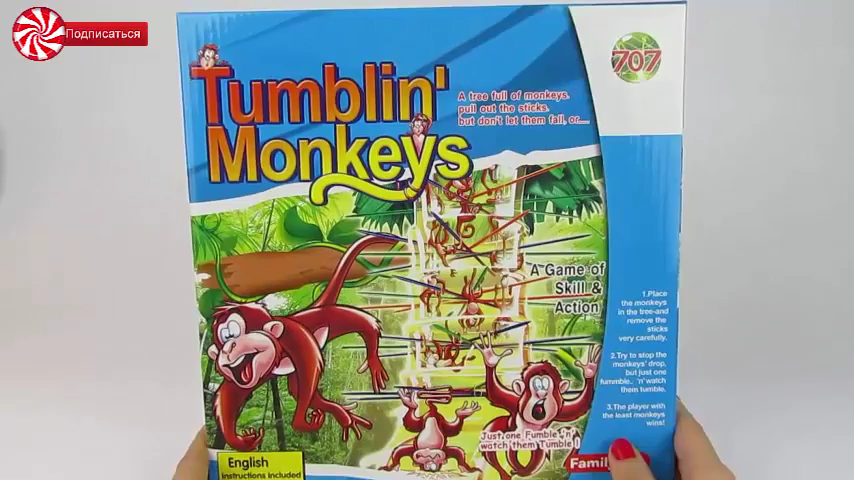 Подписаться
Tumblin'
Monkeys
A tree full of monkeys.
pull out the sticks.
but don't let them fall, or.....
707
A Game of
Skill &
Action
1.Place
the monkeys
in the tree-and
remove the
sticks
very carefully.
2.Try to stop the
monkeys' drop,
but just one
fummble.. 'n'watch
them tumble.
3.The player with
the least monkeys
wins!
Just one Fumble 'n'
watch them Tumble !
English
instructions included
Family